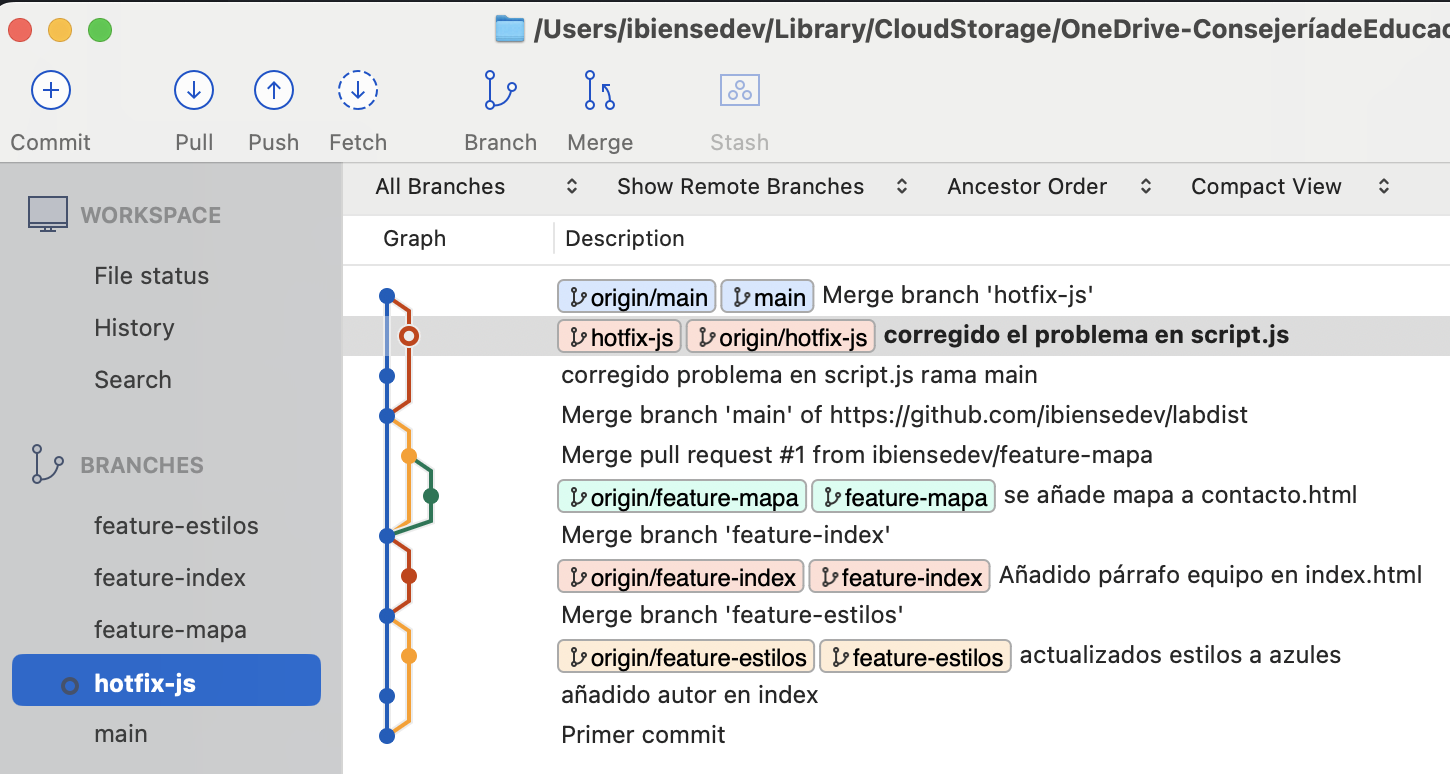 /Users/ibiensedev/Library/CloudStorage/OneDrive-ConsejeríadeEducac
Commit Pull Push Fetch Branch Merge Stash
WORKSPACE
File status
History
Search
BRANCHES
feature-estilos
feature-index
feature-mapa
hotfix-js
main
All Branches Show Remote Branches Ancestor Order Compact View
Graph Description
origin/main main Merge branch 'hotfix-js'
hotfix-js origin/hotfix-js corregido el problema en script.js
corregido problema en script.js rama main
Merge branch 'main' of https://github.com/ibiensedev/labdist
Merge pull request #1 from ibiensedev/feature-mapa
origin/feature-mapa feature-mapa se añade mapa a contacto.html
Merge branch 'feature-index'
origin/feature-index feature-index Añadido párrafo equipo en index.html
Merge branch 'feature-estilos'
origin/feature-estilos feature-estilos actualizados estilos a azules
añadido autor en index
Primer commit